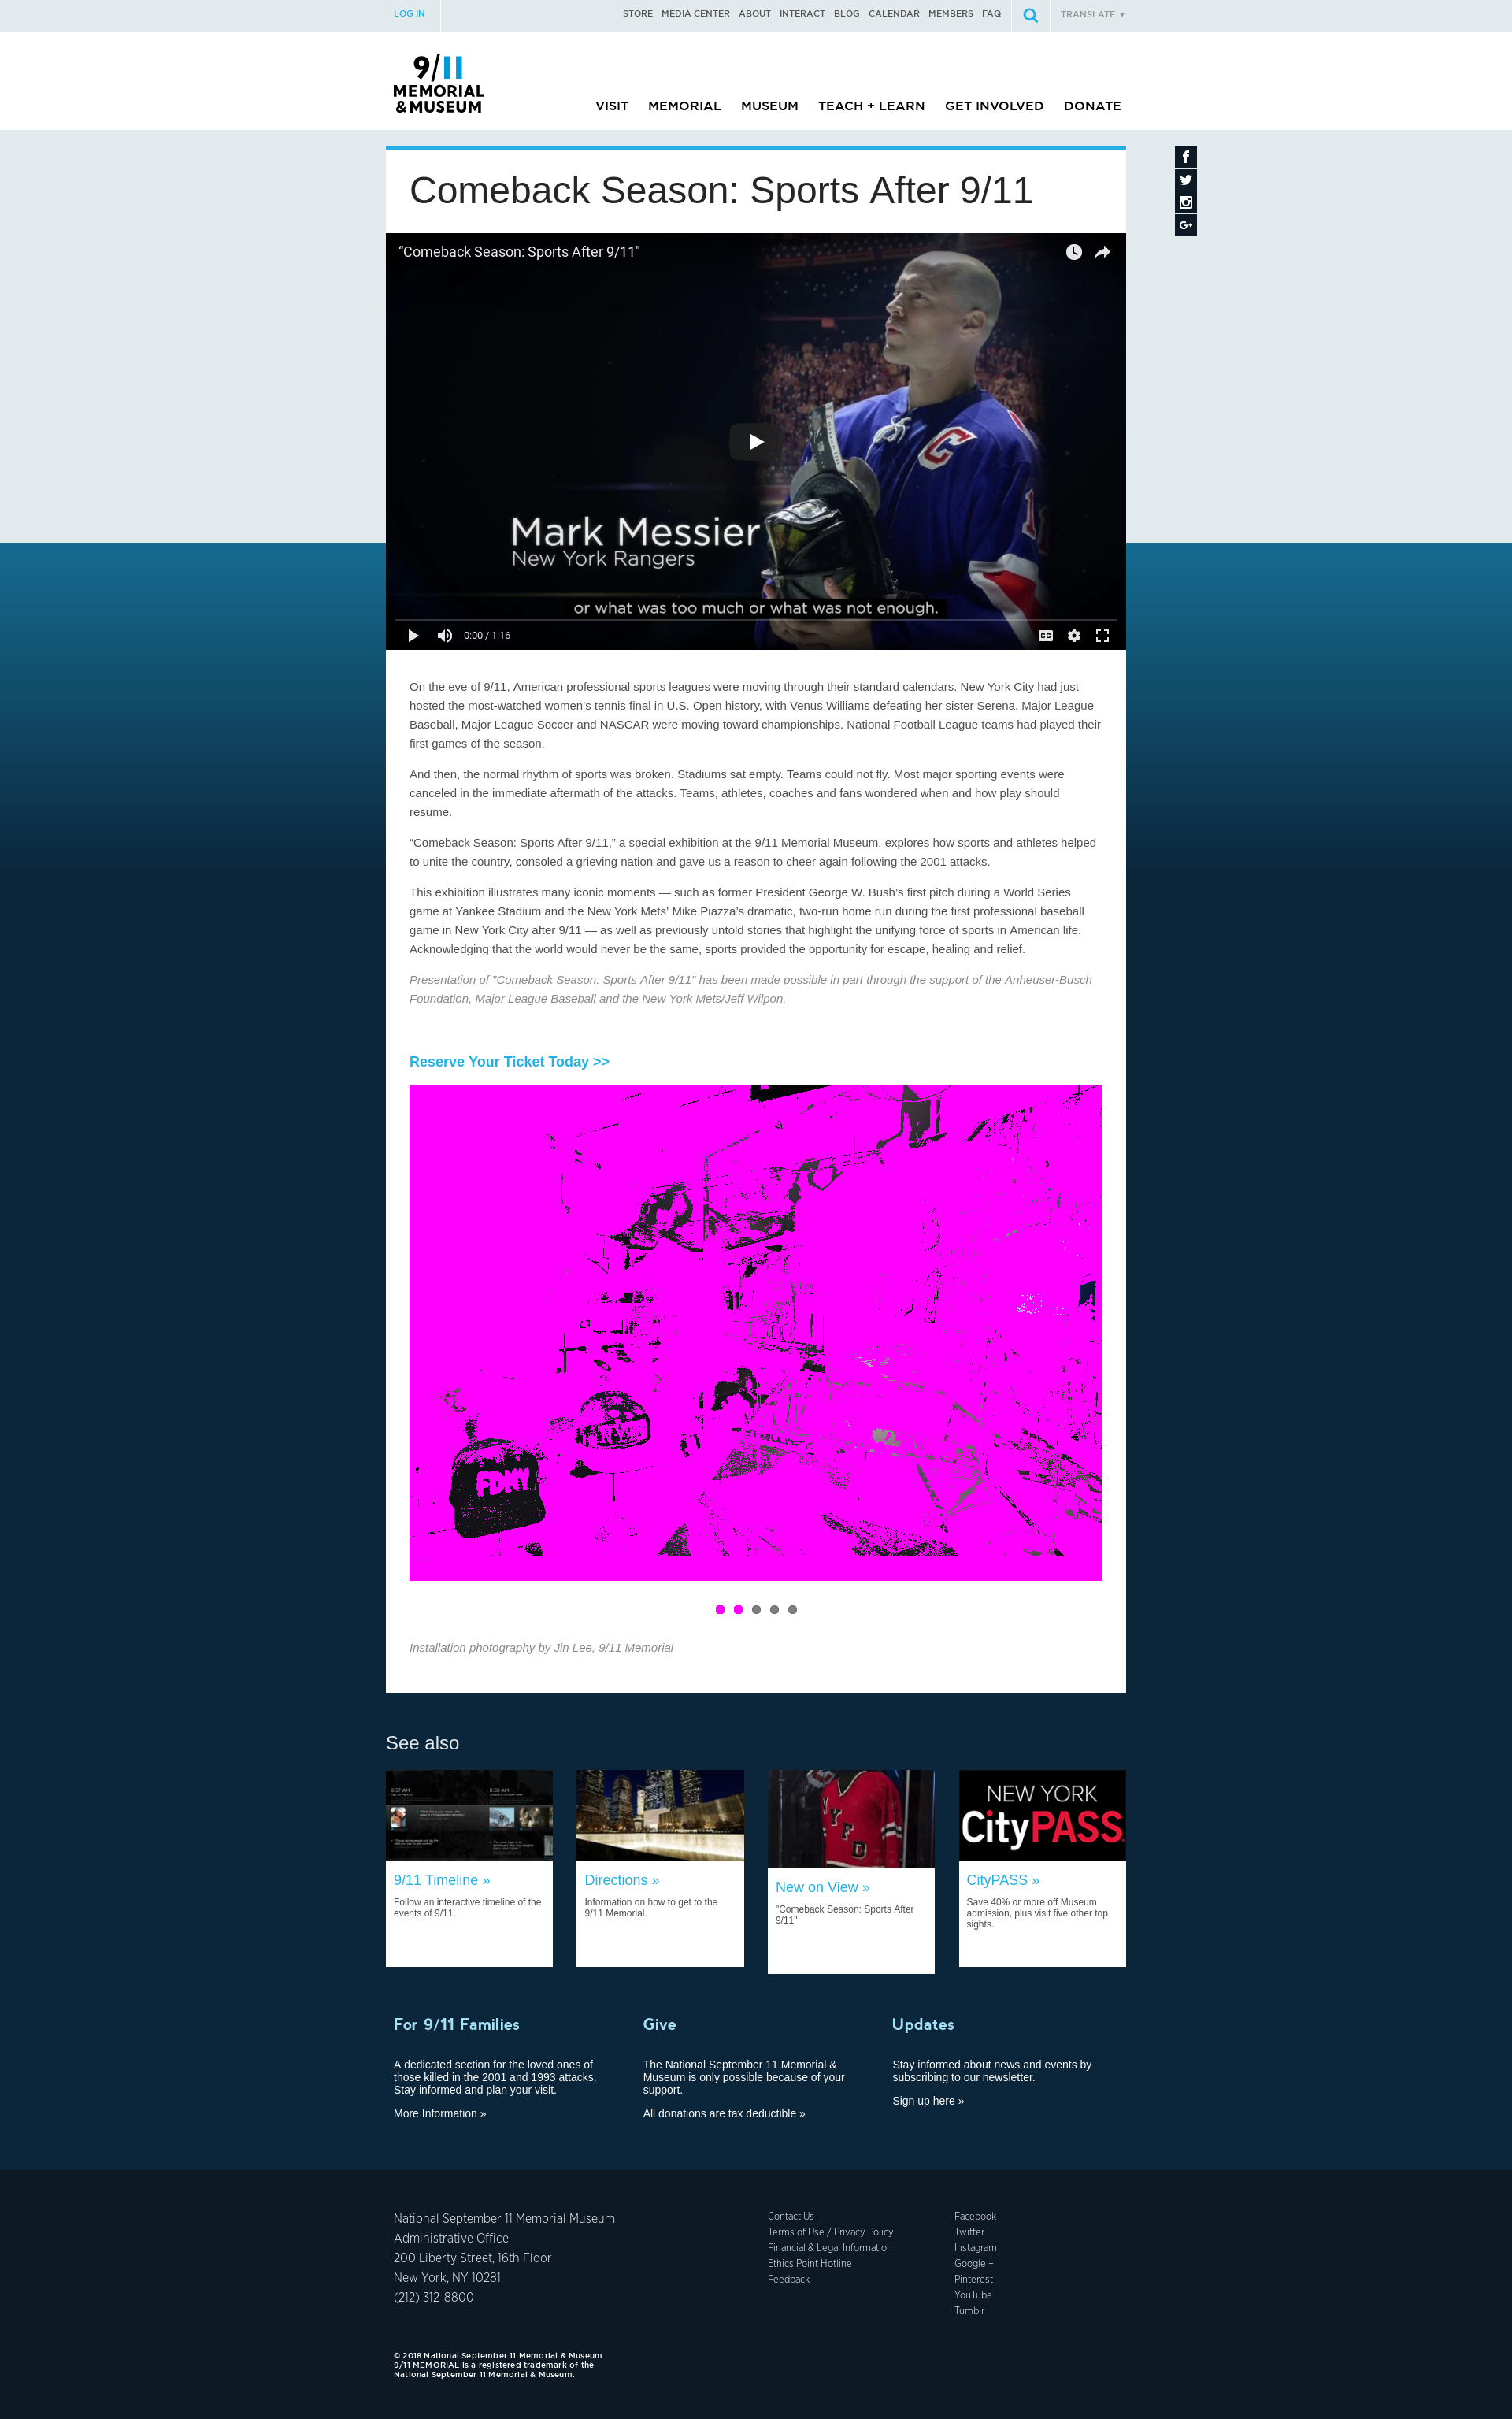 LOG IN
STORE MEDIA CENTER ABOUT INTERACT BLOG CALENDAR MEMBERS FAQ
TRANSLATE ▼
9/11
MEMORIAL
&MUSEUM
VISIT MEMORIAL MUSEUM TEACH + LEARN GET INVOLVED DONATE
Comeback Season: Sports After 9/11
“Comeback Season: Sports After 9/11"
C
Mark Messier
New York Rangers
or what was too much or what was not enough.
0:00 / 1:16
CC
On the eve of 9/11, American professional sports leagues were moving through their standard calendars. New York City had just
hosted the most-watched women’s tennis final in U.S. Open history, with Venus Williams defeating her sister Serena. Major League
Baseball, Major League Soccer and NASCAR were moving toward championships. National Football League teams had played their
first games of the season.
And then, the normal rhythm of sports was broken. Stadiums sat empty. Teams could not fly. Most major sporting events were
canceled in the immediate aftermath of the attacks. Teams, athletes, coaches and fans wondered when and how play should
resume.
“Comeback Season: Sports After 9/11,” a special exhibition at the 9/11 Memorial Museum, explores how sports and athletes helped
to unite the country, consoled a grieving nation and gave us a reason to cheer again following the 2001 attacks.
This exhibition illustrates many iconic moments — such as former President George W. Bush’s first pitch during a World Series
game at Yankee Stadium and the New York Mets’ Mike Piazza’s dramatic, two-run home run during the first professional baseball
game in New York City after 9/11 — as well as previously untold stories that highlight the unifying force of sports in American life.
Acknowledging that the world would never be the same, sports provided the opportunity for escape, healing and relief.
Presentation of "Comeback Season: Sports After 9/11" has been made possible in part through the support of the Anheuser-Busch
Foundation, Major League Baseball and the New York Mets/Jeff Wilpon.
Reserve Your Ticket Today >>
FDNY
Installation photography by Jin Lee, 9/11 Memorial
See also
NYFD
NEW YORK
CityPASS
9/11 Timeline »
Follow an interactive timeline of the
events of 9/11.
Directions »
Information on how to get to the
9/11 Memorial.
New on View »
"Comeback Season: Sports After
9/11"
CityPASS »
Save 40% or more off Museum
admission, plus visit five other top
sights.
For 9/11 Families
A dedicated section for the loved ones of
those killed in the 2001 and 1993 attacks.
Stay informed and plan your visit.
More Information »
Give
The National September 11 Memorial &
Museum is only possible because of your
support.
All donations are tax deductible »
Updates
Stay informed about news and events by
subscribing to our newsletter.
Sign up here »
National September 11 Memorial Museum
Administrative Office
200 Liberty Street, 16th Floor
New York, NY 10281
(212) 312-8800
Contact Us
Terms of Use / Privacy Policy
Financial & Legal Information
Ethics Point Hotline
Feedback
Facebook
Twitter
Instagram
Google +
Pinterest
YouTube
Tumblr
© 2018 National September 11 Memorial & Museum
9/11 MEMORIAL is a registered trademark of the
National September 11 Memorial & Museum.